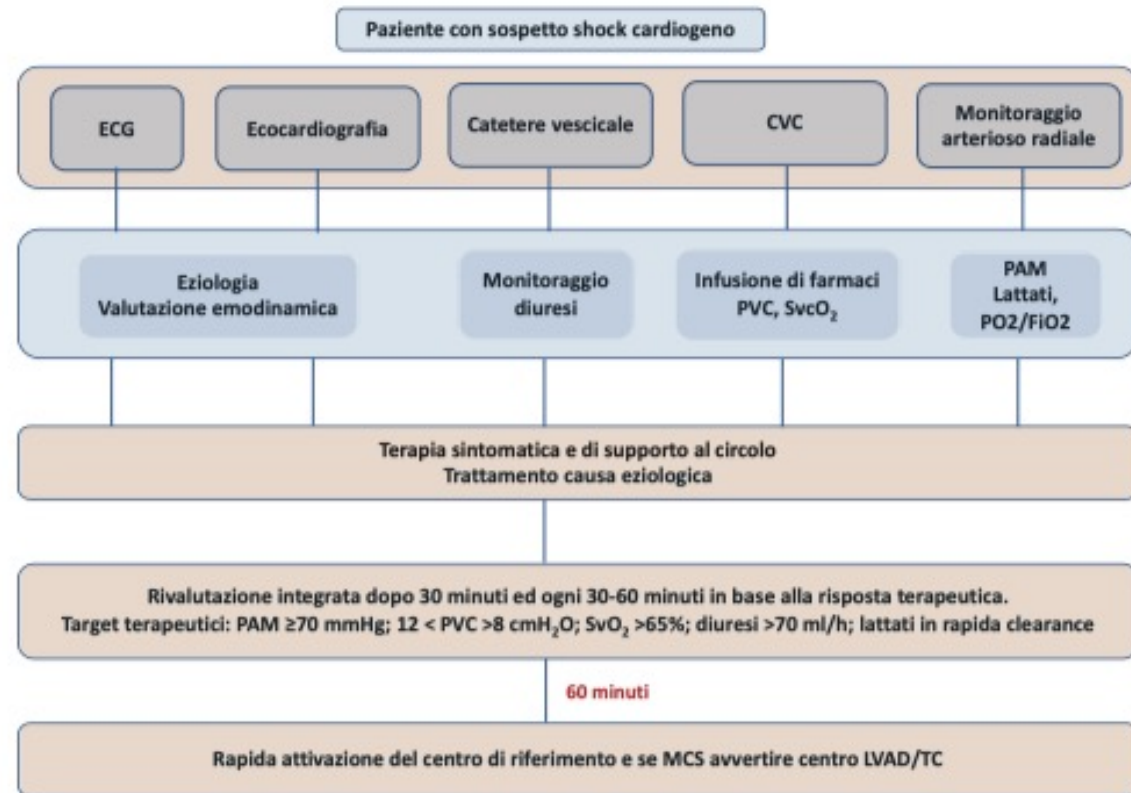 Paziente con sospetto shock cardiogeno
ECG
Ecocardiografia
Catetere vescicale
CVC
Monitoraggio
arterioso radiale
Eziologia
Valutazione emodinamica
Monitoraggio
diuresi
Infusione di farmaci
PVC, SvcO₂
PAM
Lattati,
PO2/FiO2
Terapia sintomatica e di supporto al circolo
Trattamento causa eziologica
Rivalutazione integrata dopo 30 minuti ed ogni 30-60 minuti in base alla risposta terapeutica.
Target terapeutici: PAM ≥70 mmHg; 12 < PVC >8 cmH₂O; SvO₂ >65%; diuresi >70 ml/h; lattati in rapida clearance
60 minuti
Rapida attivazione del centro di riferimento e se MCS avvertire centro LVAD/TC